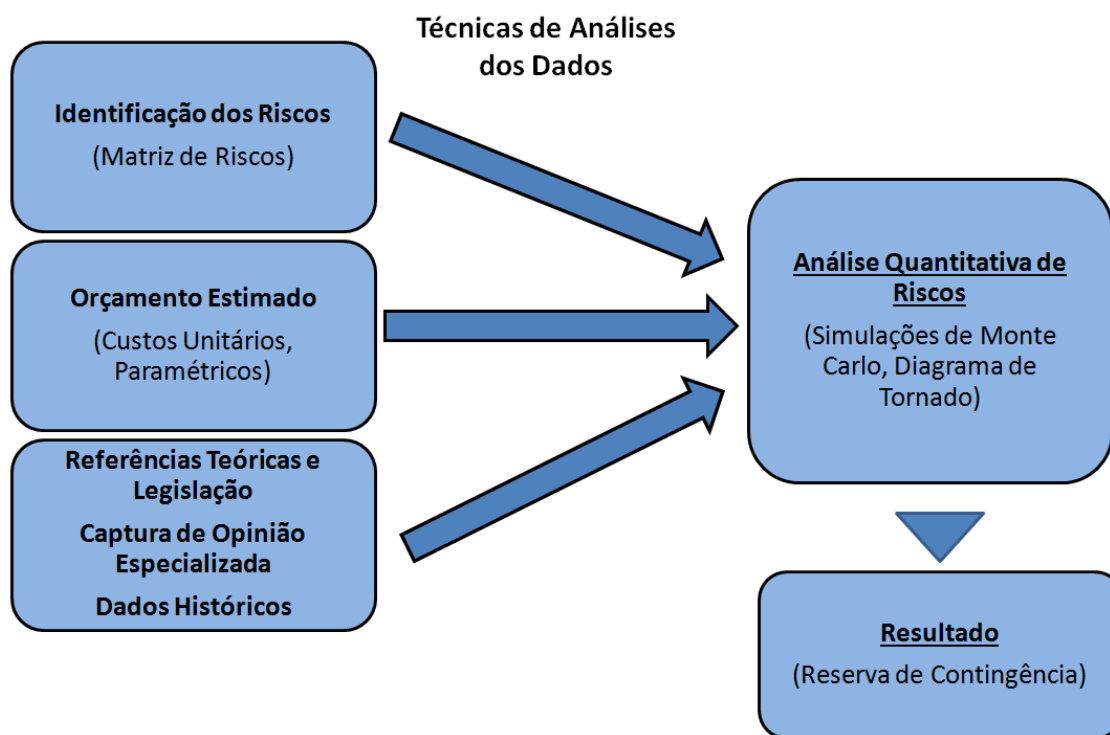 Técnicas de Análises
dos Dados
Identificação dos Riscos
(Matriz de Riscos)
Orçamento Estimado
(Custos Unitários,
Paramétricos)
Referências Teóricas e
Legislação
Captura de Opinião
Especializada
Dados Históricos
Análise Quantitativa de
Riscos
(Simulações de Monte
Carlo, Diagrama de
Tornado)
Resultado
(Reserva de Contingência)